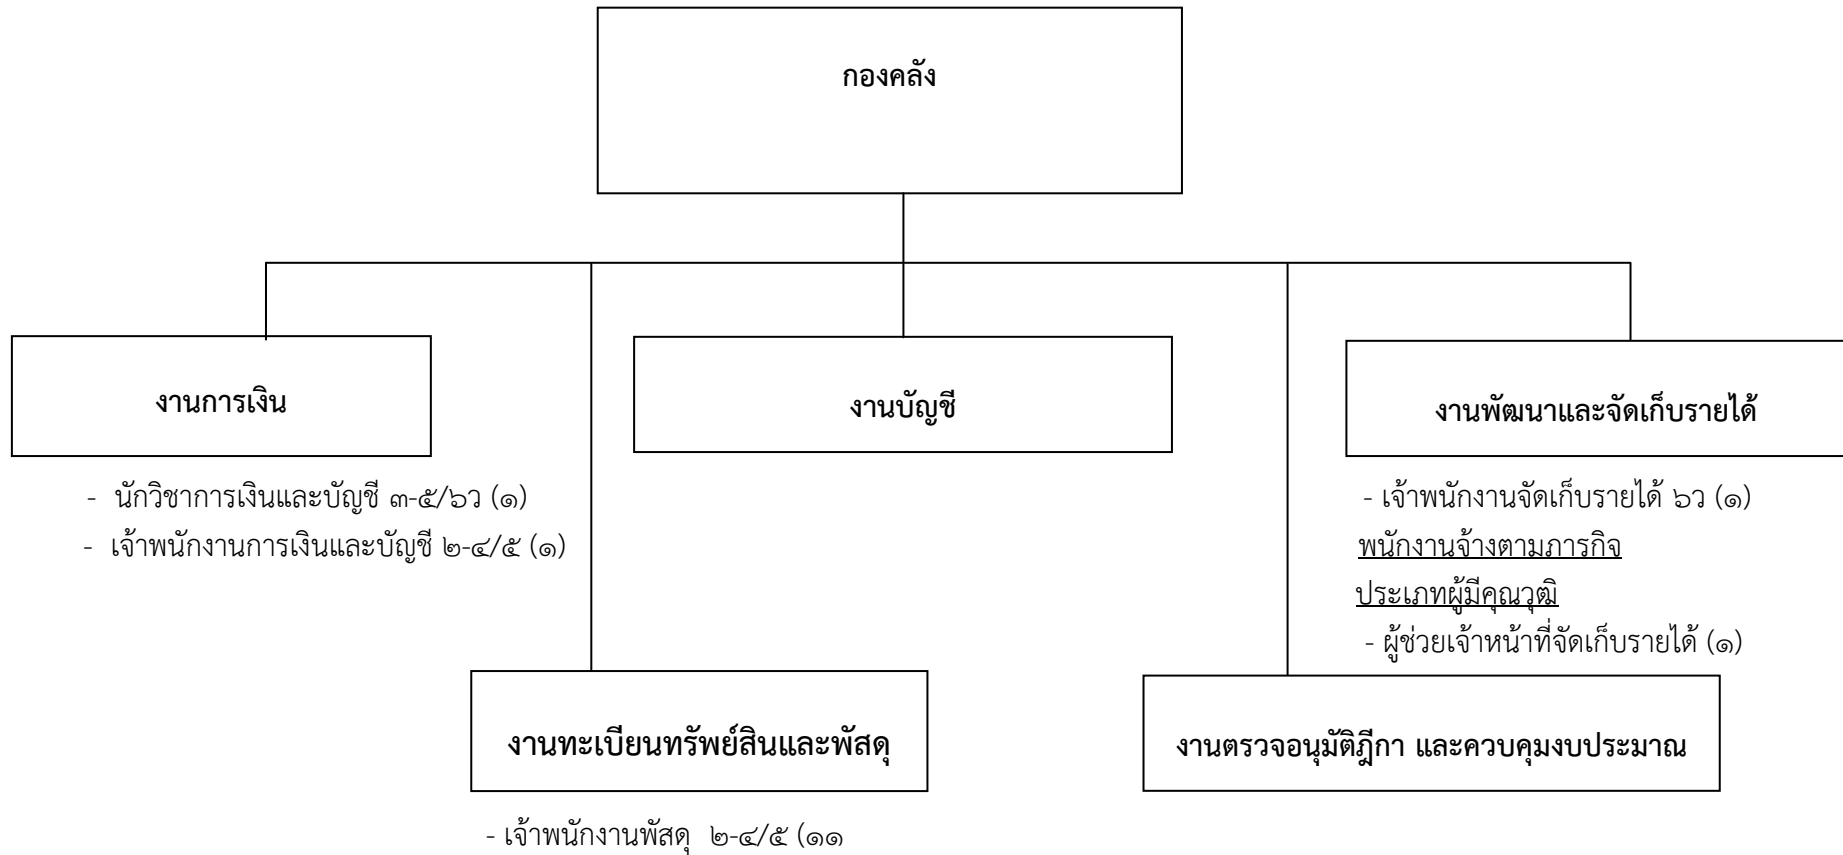 กองคลัง
งานการเงิน
งานบัญชี
งานพัฒนาและจัดเก็บรายได้
- นักวิชาการเงินและบัญชี ๓-๕/๖ว (๑)
- เจ้าพนักงานการเงินและบัญชี ๒-๔/๕ (๑)
- เจ้าพนักงานจัดเก็บรายได้ ๖ว (๑)
พนักงานจ้างตามภารกิจ
ประเภทผู้มีคุณวุฒิ
- ผู้ช่วยเจ้าหน้าที่จัดเก็บรายได้ (๑)
งานทะเบียนทรัพย์สินและพัสดุ
งานตรวจอนุมัติฎีกา และควบคุมงบประมาณ
- เจ้าพนักงานพัสดุ ๒-๔/๕ (๑๑